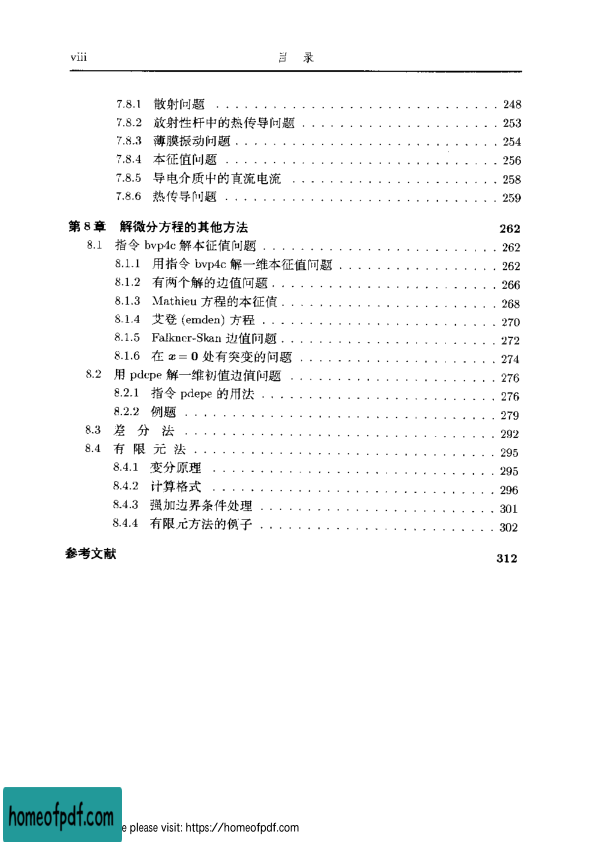 viii 目 录
7.8.1 散射问题 . . . . . . . . . . . . . . . . . . . . . . . . . . . . . . 248
7.8.2 放射性杆中的热传导问题 . . . . . . . . . . . . . . . . . . . . . 253
7.8.3 薄膜振动问题 . . . . . . . . . . . . . . . . . . . . . . . . . . . . 254
7.8.4 本征值问题 . . . . . . . . . . . . . . . . . . . . . . . . . . . . . 256
7.8.5 导电介质中的直流电流 . . . . . . . . . . . . . . . . . . . . . . 258
7.8.6 热传导问题 . . . . . . . . . . . . . . . . . . . . . . . . . . . . . 259
第 8 章 解微分方程的其他方法 262
8.1 指令 bvp4c 解本征值问题 . . . . . . . . . . . . . . . . . . . . . . . . . 262
8.1.1 用指令 bvp4c 解一维本征值问题 . . . . . . . . . . . . . . . . . 262
8.1.2 有两个解的边值问题 . . . . . . . . . . . . . . . . . . . . . . . . 266
8.1.3 Mathieu 方程的本征值 . . . . . . . . . . . . . . . . . . . . . . . 268
8.1.4 艾登 (emden) 方程 . . . . . . . . . . . . . . . . . . . . . . . . . 270
8.1.5 Falkner-Skan 边值问题 . . . . . . . . . . . . . . . . . . . . . . . 272
8.1.6 在 x = 0 处有突变的问题 . . . . . . . . . . . . . . . . . . . . . 274
8.2 用 pdepe 解一维初值边值问题 . . . . . . . . . . . . . . . . . . . . . . 276
8.2.1 指令 pdepe 的用法 . . . . . . . . . . . . . . . . . . . . . . . . . 276
8.2.2 例题 . . . . . . . . . . . . . . . . . . . . . . . . . . . . . . . . . 279
8.3 差 分 法 . . . . . . . . . . . . . . . . . . . . . . . . . . . . . . . . . 292
8.4 有 限 元 法 . . . . . . . . . . . . . . . . . . . . . . . . . . . . . . . . 295
8.4.1 变分原理 . . . . . . . . . . . . . . . . . . . . . . . . . . . . . . 295
8.4.2 计算格式 . . . . . . . . . . . . . . . . . . . . . . . . . . . . . . 296
8.4.3 强加边界条件处理 . . . . . . . . . . . . . . . . . . . . . . . . . 301
8.4.4 有限元方法的例子 . . . . . . . . . . . . . . . . . . . . . . . . . 302
参考文献 312
homeofpdf.com
e please visit: https://homeofpdf.com